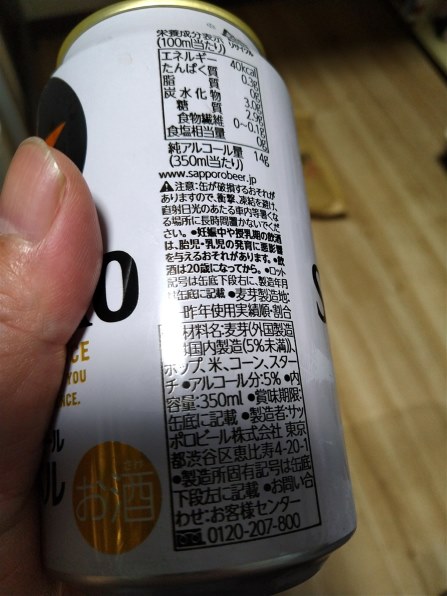 栄養成分表示
(100ml当たり)
エネルギー 40kcal
たんぱく質 0.3g
脂質 0g
炭水化物 3.0g
糖質 2.9g
食物繊維 0~0.1g
食塩相当量 0g
純アルコール量 14g
(350ml当たり)
www.sapporobeer.jp
⚠注意:缶が破損するおそれが
ありますので、衝撃、凍結を避け、
直射日光のあたる車内等暑くな
る場所に長時間置かないでくだ
さい。●妊娠中や授乳期の飲酒
は、胎児・乳児の発育に悪影響
を与えるおそれがあります。●飲
酒は20歳になってから。●ロット
記号は缶底下段右に、製造年月
は缶底に記載 ●麦芽製造地:
昨年使用実績順・割合
材料名:麦芽(外国製造
国内製造(5%未満))、
ホップ、米、コーン、スター
チ ●アルコール分:5% ●内
容量:350ml ●賞味期限:
缶底に記載 ●製造者:サッ
ポロビール株式会社 東京
都渋谷区恵比寿4-20-1
●製造所固有記号は缶底
下段左に記載 ●お問い合
わせ:お客様センター
0120-207-800
RO
CE
YOU
NCE.
ール
ル
さけ
お酒
S